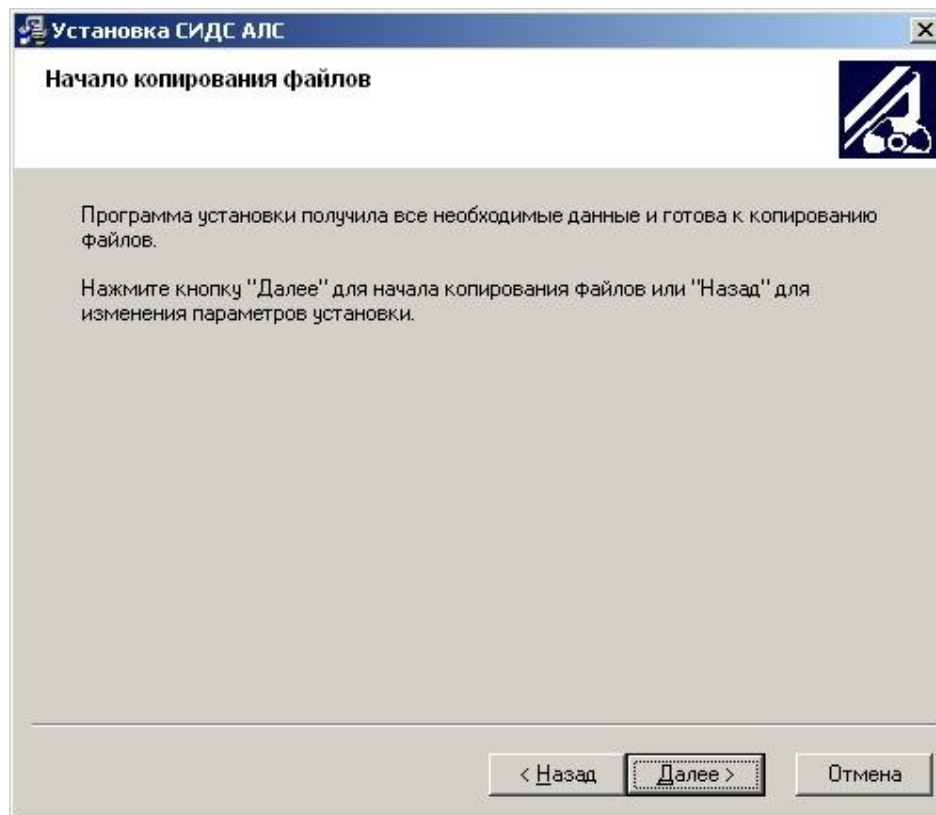 Установка СИДС АЛС
Начало копирования файлов
Программа установки получила все необходимые данные и готова к копированию
файлов.
Нажмите кнопку "Далее" для начала копирования файлов или "Назад" для
изменения параметров установки.
< Назад
Далее >
Отмена